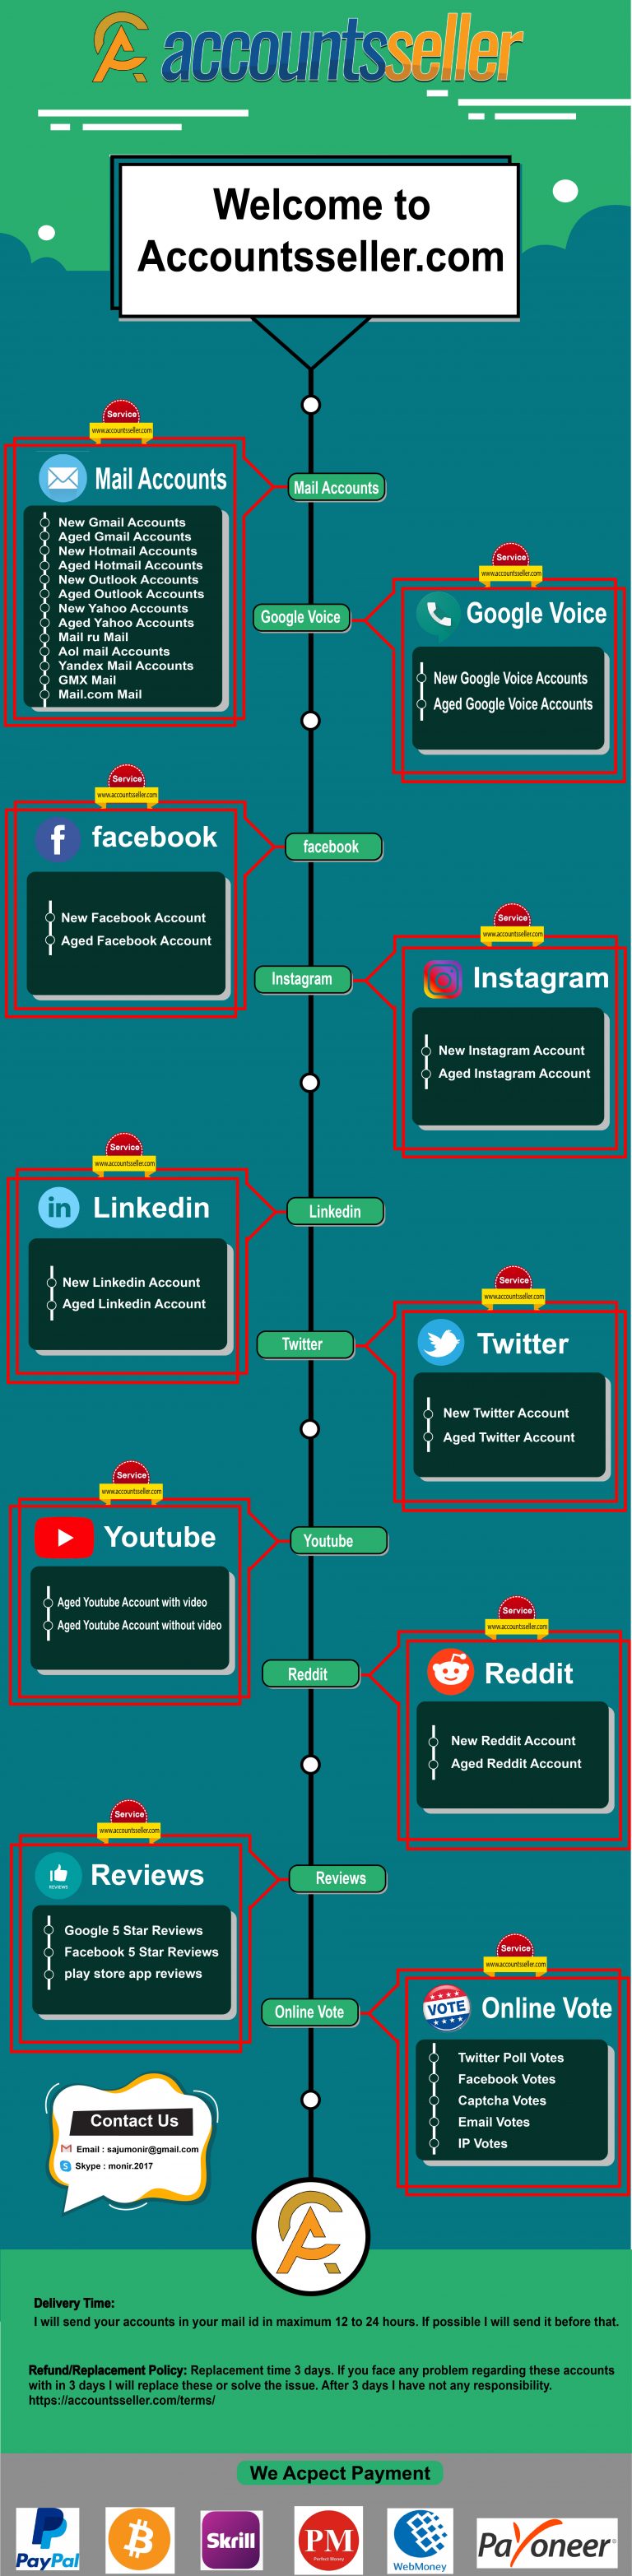 accountsseller
Welcome to
Accountsseller.com
Service
www.accountsseller.com
Mail Accounts
Mail Accounts
New Gmail Accounts
Aged Gmail Accounts
New Hotmail Accounts
Aged Hotmail Accounts
New Outlook Accounts
Aged Outlook Accounts
New Yahoo Accounts
Aged Yahoo Accounts
Mail ru Mail
Aol mail Accounts
Yandex Mail Accounts
GMX Mail
Mail.com Mail
Service
www.accountsseller.com
Google Voice
Google Voice
New Google Voice Accounts
Aged Google Voice Accounts
Service
www.accountsseller.com
facebook
facebook
New Facebook Account
Aged Facebook Account
Service
www.accountsseller.com
Instagram
Instagram
New Instagram Account
Aged Instagram Account
Service
www.accountsseller.com
in
Linkedin
Linkedin
New Linkedin Account
Aged Linkedin Account
Service
www.accountsseller.com
Twitter
Twitter
New Twitter Account
Aged Twitter Account
Service
www.accountsseller.com
Youtube
Youtube
Aged Youtube Account with video
Aged Youtube Account without video
Service
www.accountsseller.com
Reddit
Reddit
New Reddit Account
Aged Reddit Account
Service
www.accountsseller.com
REVIEWS
Reviews
Reviews
Google 5 Star Reviews
Facebook 5 Star Reviews
play store app reviews
Service
www.accountsseller.com
Online Vote
VOTE
Online Vote
Twitter Poll Votes
Facebook Votes
Captcha Votes
Email Votes
IP Votes
Contact Us
Email : sajumonir@gmail.com
Skype : monir.2017
Delivery Time:
I will send your accounts in your mail id in maximum 12 to 24 hours. If possible I will send it before that.
Refund/Replacement Policy: Replacement time 3 days. If you face any problem regarding these accounts
with in 3 days I will replace these or solve the issue. After 3 days I have not any responsibility.
https://accountsseller.com/terms/
We Acpect Payment
PayPal
Skrill
PM
Perfect Money
WebMoney
Payoneer